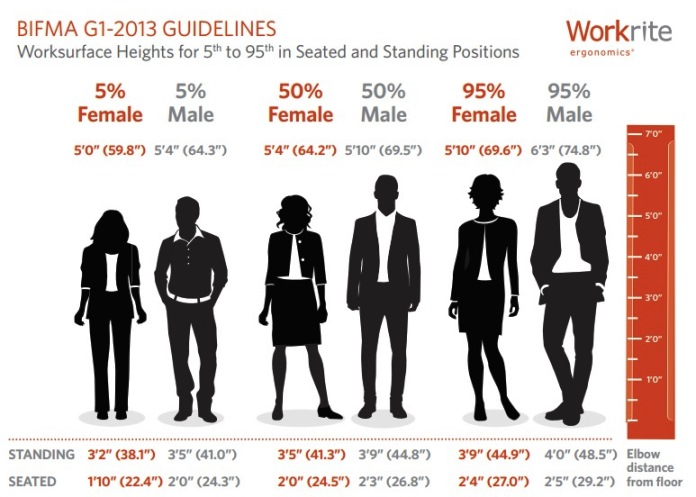 BIFMA G1-2013 GUIDELINES
Worksurface Heights for 5th to 95th in Seated and Standing Positions
Workrite
ergonomics®
5% Female
5% Male
50% Female
50% Male
95% Female
95% Male
5'0" (59.8") 5'4" (64.3") 5'4" (64.2") 5'10" (69.5") 5'10" (69.6") 6'3" (74.8")
7'0"
6'0"
5'0"
4'0"
3'0"
2'0"
1'0"
STANDING 3'2" (38.1") 3'5" (41.0") 3'5" (41.3") 3'9" (44.8") 3'9" (44.9") 4'0" (48.5")
SEATED 1'10" (22.4") 2'0" (24.3") 2'0" (24.5") 2'3" (26.8") 2'4" (27.0") 2'5" (29.2")
Elbow
distance
from floor